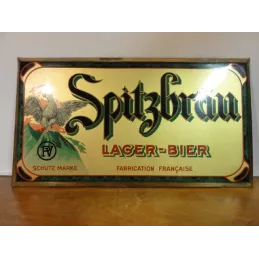 Spitzbräu
LAGER-BIER
SCHUTZ MARKE
FABRICATION FRANÇAISE